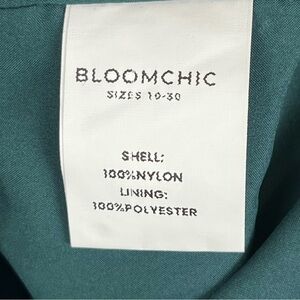 BLOOMCHIC
SIZES 10-30
SHELL:
100%NYLON
LINING:
100%POLYESTER